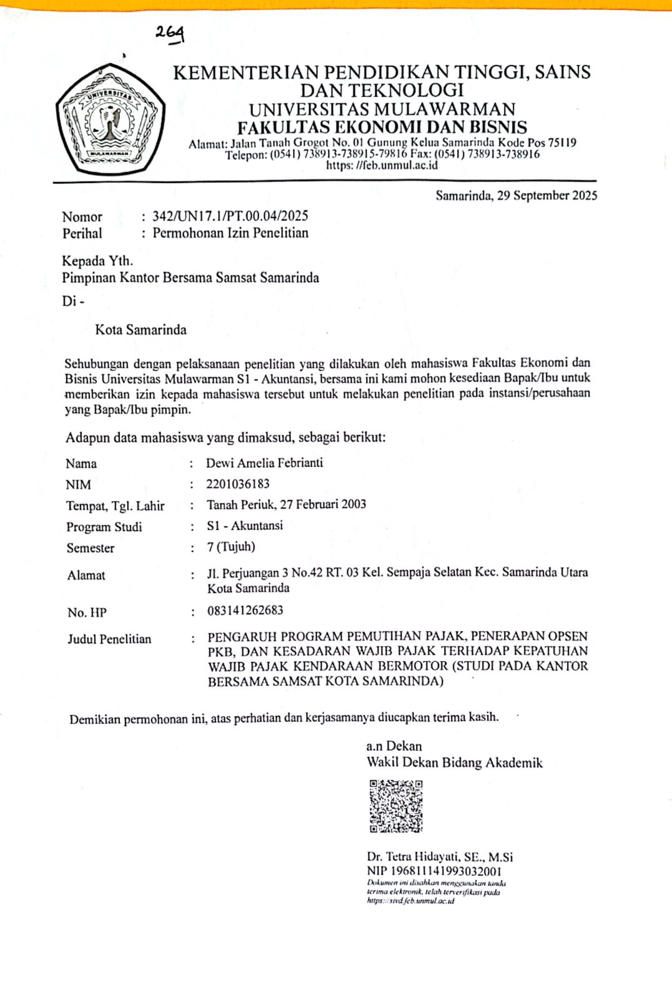 264
KEMENTERIAN PENDIDIKAN TINGGI, SAINS
DAN TEKNOLOGI
UNIVERSITAS MULAWARMAN
FAKULTAS EKONOMI DAN BISNIS
Alamat: Jalan Tanah Grogot No. 01 Gunung Kelua Samarinda Kode Pos 75119
Telepon: (0541) 738913-738915-79816 Fax: (0541) 738913-738916
https: //feb.unmul.ac.id
UNIVERSITAS
MULAWARMAN
Samarinda, 29 September 2025
Nomor : 342/UN17.1/PT.00.04/2025
Perihal : Permohonan Izin Penelitian
Kepada Yth.
Pimpinan Kantor Bersama Samsat Samarinda
Di -
Kota Samarinda
Sehubungan dengan pelaksanaan penelitian yang dilakukan oleh mahasiswa Fakultas Ekonomi dan
Bisnis Universitas Mulawarman S1 - Akuntansi, bersama ini kami mohon kesediaan Bapak/Ibu untuk
memberikan izin kepada mahasiswa tersebut untuk melakukan penelitian pada instansi/perusahaan
yang Bapak/Ibu pimpin.
Adapun data mahasiswa yang dimaksud, sebagai berikut:
Nama : Dewi Amelia Febrianti
NIM : 2201036183
Tempat, Tgl. Lahir : Tanah Periuk, 27 Februari 2003
Program Studi : S1 - Akuntansi
Semester : 7 (Tujuh)
Alamat : Jl. Perjuangan 3 No.42 RT. 03 Kel. Sempaja Selatan Kec. Samarinda Utara
Kota Samarinda
No. HP : 083141262683
Judul Penelitian : PENGARUH PROGRAM PEMUTIHAN PAJAK, PENERAPAN OPSEN
PKB, DAN KESADARAN WAJIB PAJAK TERHADAP KEPATUHAN
WAJIB PAJAK KENDARAAN BERMOTOR (STUDI PADA KANTOR
BERSAMA SAMSAT KOTA SAMARINDA)
Demikian permohonan ini, atas perhatian dan kerjasamanya diucapkan terima kasih.
a.n Dekan
Wakil Dekan Bidang Akademik
Dr. Tetra Hidayati, SE., M.Si
NIP 196811141993032001
Dokumen ini disahkan menggunakan tanda
terima elektronik, telah terverifikasi pada
https://sivd.feb.unmul.ac.id